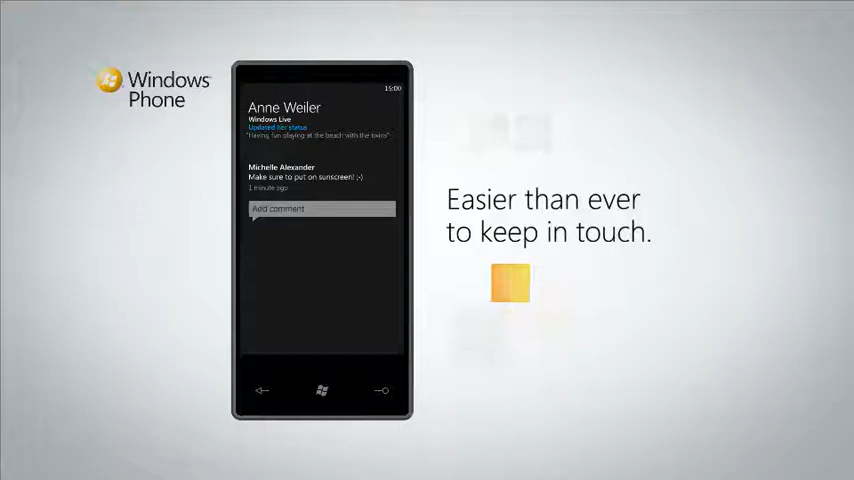 Windows
Phone
15:00
Anne Weiler
Windows Live
Updated her status
"Having fun playing at the beach with the twins"
Michelle Alexander
Make sure to put on sunscreen! ;-)
1 minute ago
Add comment
Easier than ever
to keep in touch.